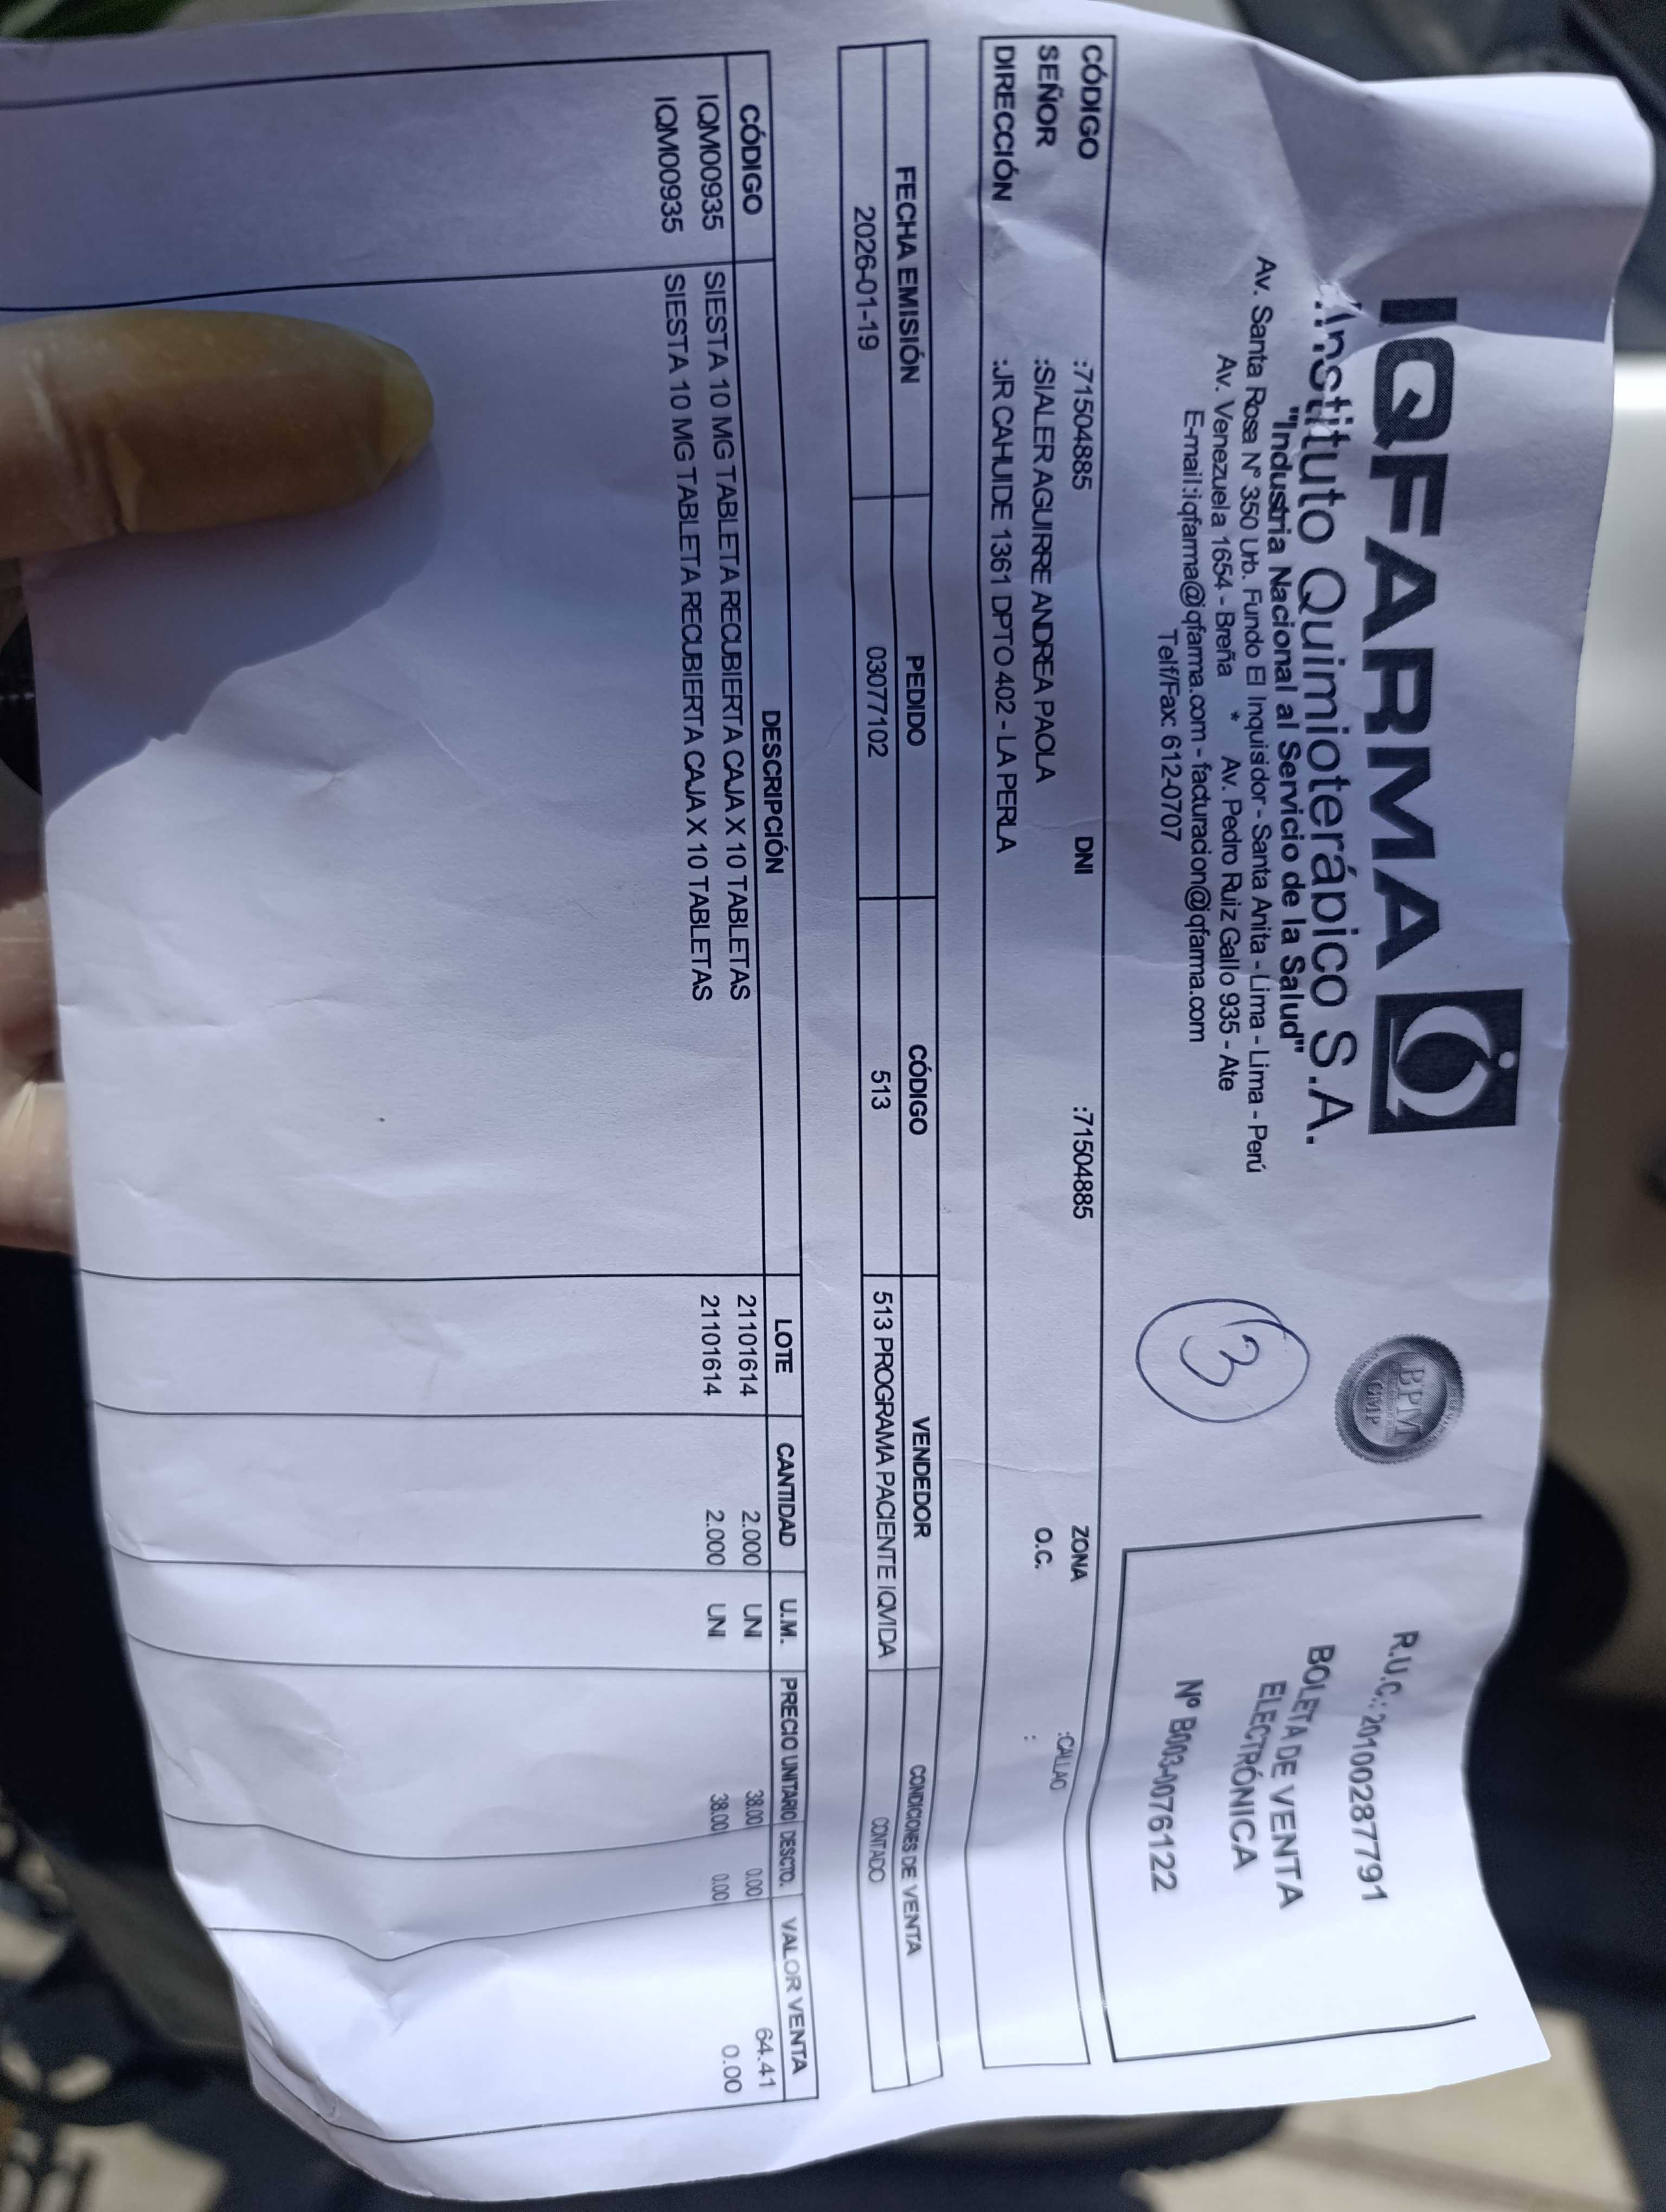 IQFARMA
Instituto Quimioterápico S.A.
"Industria Nacional al Servicio de la Salud"
Av. Santa Rosa Nº 350 Urb. Fundo El Inquisidor - Santa Anita - Lima - Lima - Perú
Av. Venezuela 1654 - Breña * Av. Pedro Ruiz Gallo 935 - Ate
E-mail:iqfarma@iqfarma.com - facturacion@iqfarma.com
Telf/Fax: 612-0707
3
BPM
GMP
R.U.C.: 20100287791
BOLETA DE VENTA
ELECTRÓNICA
Nº B003-0076122
CÓDIGO :71504885 DNI :71504885 ZONA :CALLAO
SEÑOR :SIALER AGUIRRE ANDREA PAOLA O.C. :
DIRECCIÓN :JR CAHUIDE 1361 DPTO 402 - LA PERLA
FECHA EMISIÓN PEDIDO CÓDIGO VENDEDOR CONDICIONES DE VENTA
2026-01-19 03077102 513 513 PROGRAMA PACIENTE IQVIDA CONTADO
CÓDIGO DESCRIPCIÓN LOTE CANTIDAD U.M. PRECIO UNITARIO DESCTO. VALOR VENTA
IQM00935 SIESTA 10 MG TABLETA RECUBIERTA CAJA X 10 TABLETAS 21101614 2.000 UNI 38.00 0.00 64.41
IQM00935 SIESTA 10 MG TABLETA RECUBIERTA CAJA X 10 TABLETAS 21101614 2.000 UNI 38.00 0.00 0.00